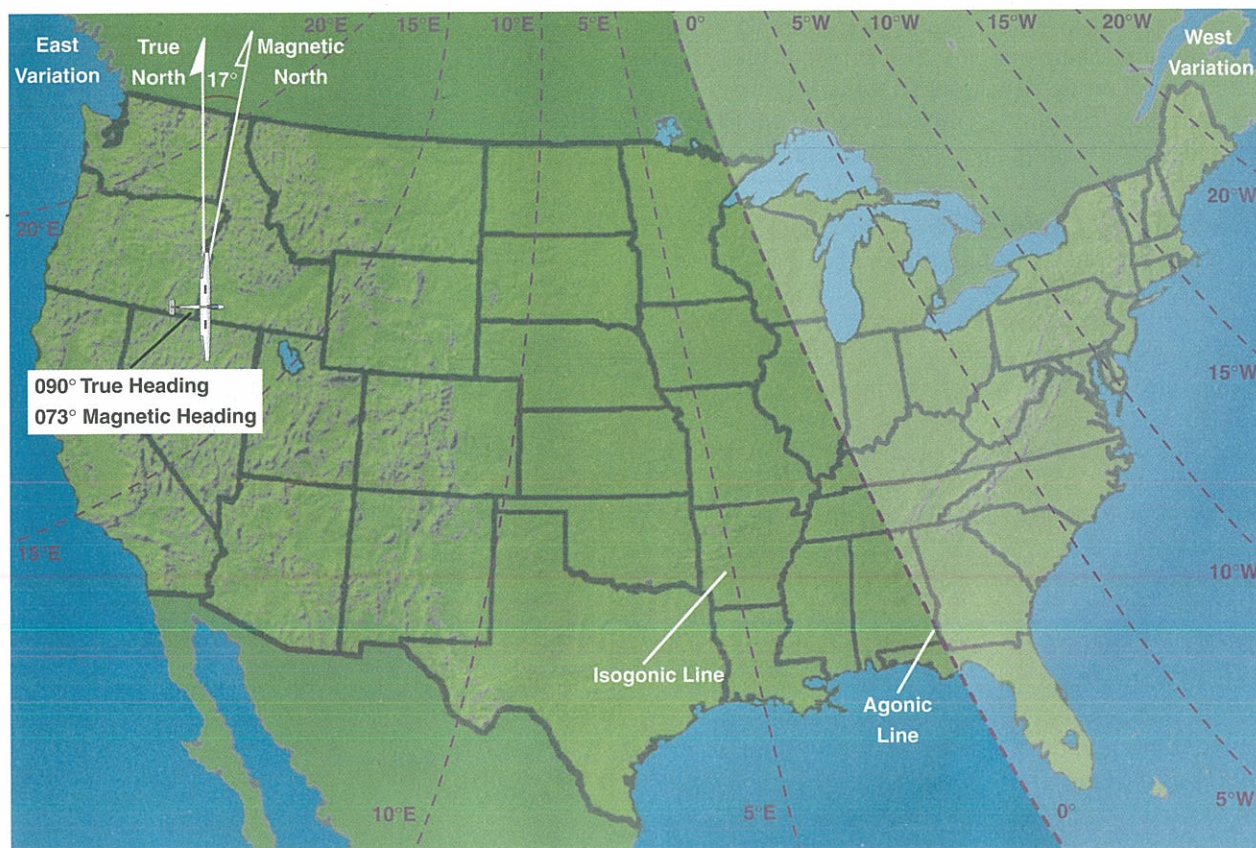 20°E
15°E
10°E
5°E
0°
5°W
10°W
15°W
20°W
East
Variation
True
North
17°
Magnetic
North
West
Variation
20°E
20°W
090° True Heading
073° Magnetic Heading
15°W
15°E
10°W
Isogonic Line
Agonic
Line
10°E
5°E
0°
5°W